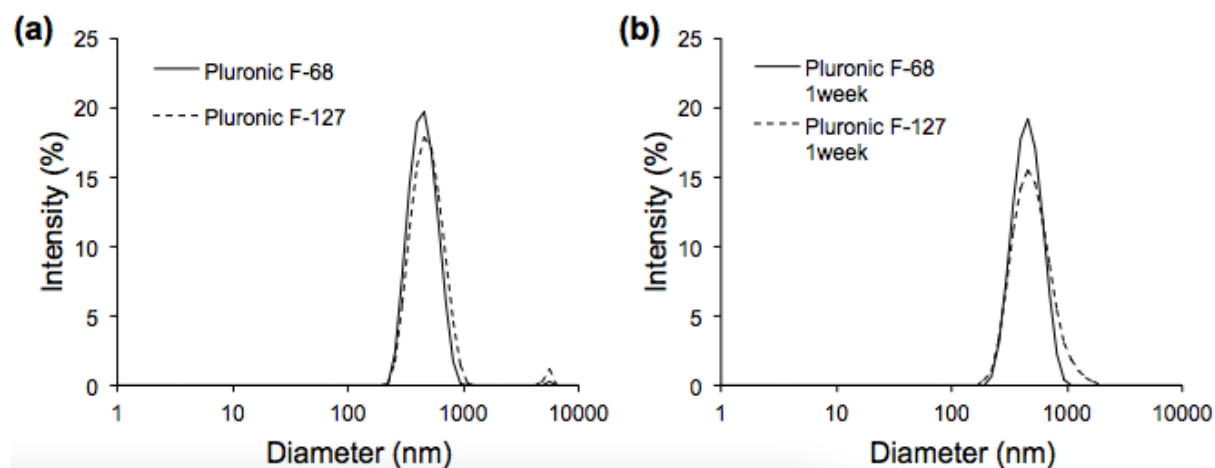 (a)
25
20
15
10
5
0
Intensity (%)
Pluronic F-68
Pluronic F-127
1 10 100 1000 10000
Diameter (nm)
(b)
25
20
15
10
5
0
Intensity (%)
Pluronic F-68
1week
Pluronic F-127
1week
1 10 100 1000 10000
Diameter (nm)